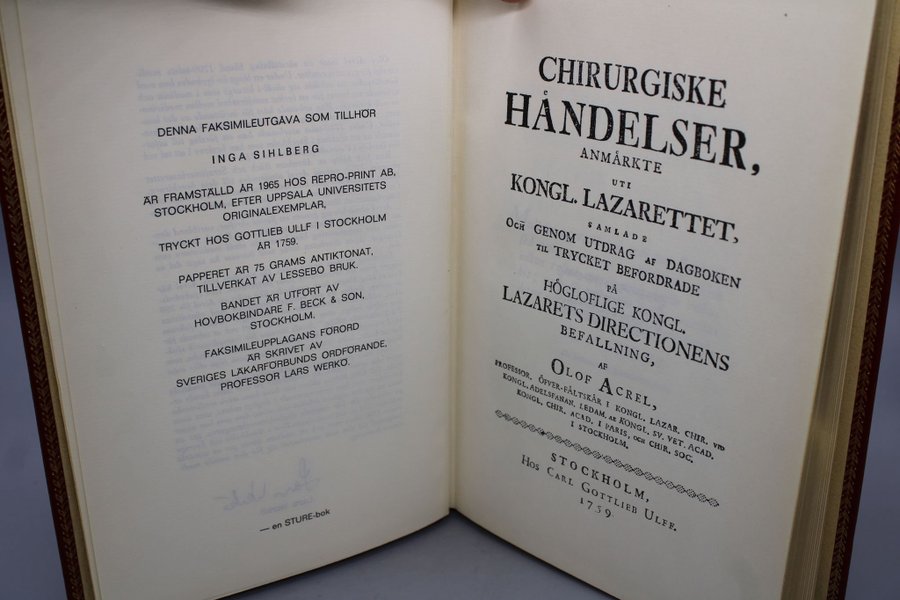 DENNA FAKSIMILEUTGÅVA SOM TILLHÖR
INGA SIHLBERG
ÄR FRAMSTÄLLD ÅR 1965 HOS REPRO-PRINT AB,
STOCKHOLM, EFTER UPPSALA UNIVERSITETS
ORIGINALEXEMPLAR,
TRYCKT HOS GOTTLIEB ULLF I STOCKHOLM
ÅR 1759.
PAPPERET ÄR 75 GRAMS ANTIKTONAT,
TILLVERKAT AV LESSEBO BRUK.
BANDET ÄR UTFÖRT AV
HOVBOKBINDARE F. BECK & SON,
STOCKHOLM.
FAKSIMILEUPPLAGANS FÖRORD
ÄR SKRIVET AV
SVERIGES LÄKARFÖRBUNDS ORDFÖRANDE,
PROFESSOR LARS WERKÖ.
— en STURE-bok
CHIRURGISKE
HÅNDELSER,
ANMÅRKTE
UTI
KONGL. LAZARETTET,
SAMLADE
OCH GENOM UTDRAG AF DAGBOKEN
TIL TRYCKET BEFORDRADE
PÅ
HÖGLOFLIGE KONGL.
LAZARETS DIRECTIONENS
BEFALLNING,
AF
OLOF ACREL,
PROFESSOR, ÖFVER-FÅLTSKÅR I KONGL. LAZAR. CHIR. VID
KONGL. ADELSFANAN, LEDAM. AF KONGL. SV. VET. ACAD.
KONGL. CHIR. ACAD. I PARIS, OCH CHIR. SOC.
I STOCKHOLM.
STOCKHOLM,
HOS CARL GOTTLIEB ULFF.
1759